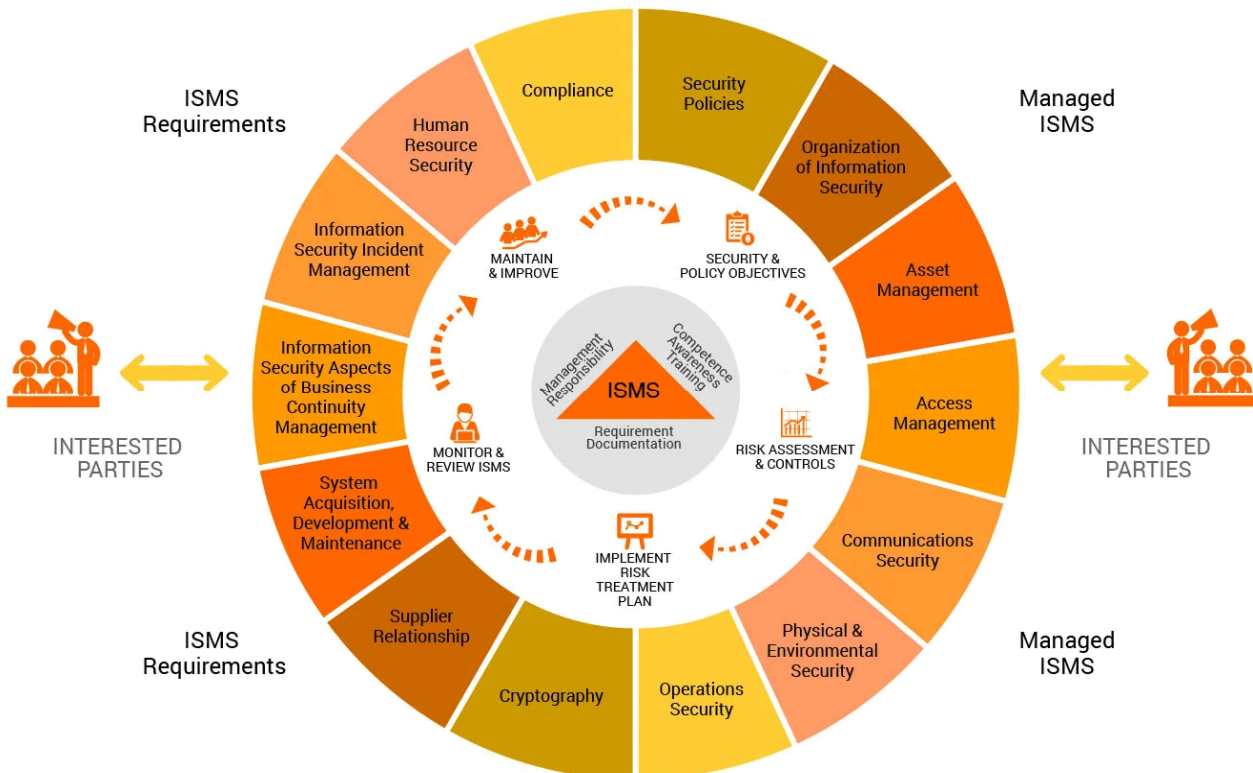 ISMS
Requirements
Managed
ISMS
Compliance
Security
Policies
Organization
of Information
Security
Asset
Management
Access
Management
Communications
Security
Physical &
Environmental
Security
Operations
Security
Cryptography
Supplier
Relationship
System
Acquisition,
Development &
Maintenance
Information
Security Aspects
of Business
Continuity
Management
Information
Security Incident
Management
Human
Resource
Security
MAINTAIN
& IMPROVE
SECURITY &
POLICY OBJECTIVES
RISK ASSESSMENT
& CONTROLS
IMPLEMENT
RISK
TREATMENT
PLAN
MONITOR &
REVIEW ISMS
Management
Responsibility
Competence
Awareness
Training
ISMS
Requirement
Documentation
INTERESTED
PARTIES
INTERESTED
PARTIES
ISMS
Requirements
Managed
ISMS